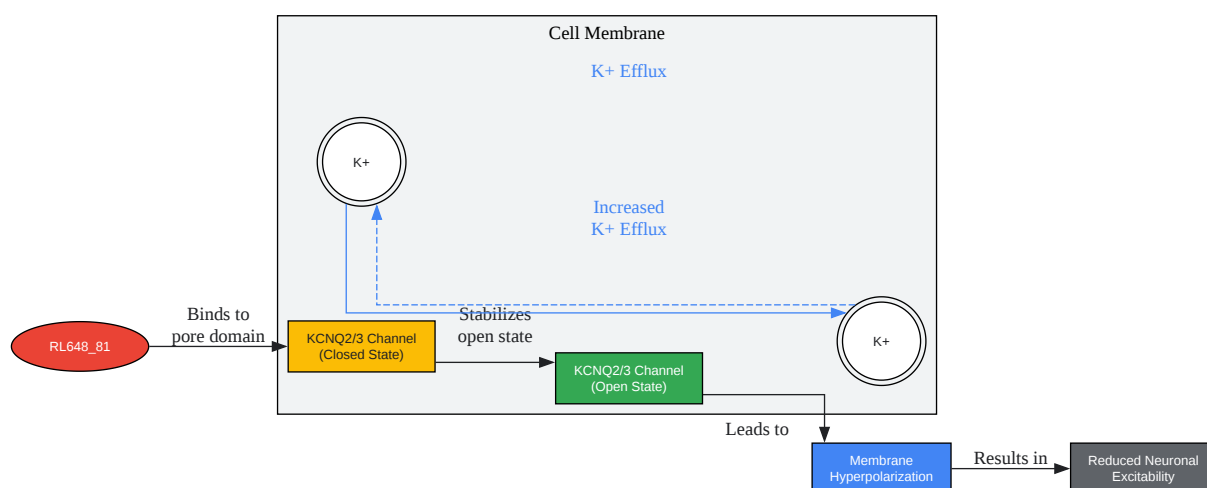 Cell Membrane
K+ Efflux
K+
Increased
K+ Efflux
Binds to
pore domain
Stabilizes
open state
RL648_81
KCNQ2/3 Channel
(Closed State)
K+
KCNQ2/3 Channel
(Open State)
Leads to
Membrane
Hyperpolarization
Results in
Reduced Neuronal
Excitability